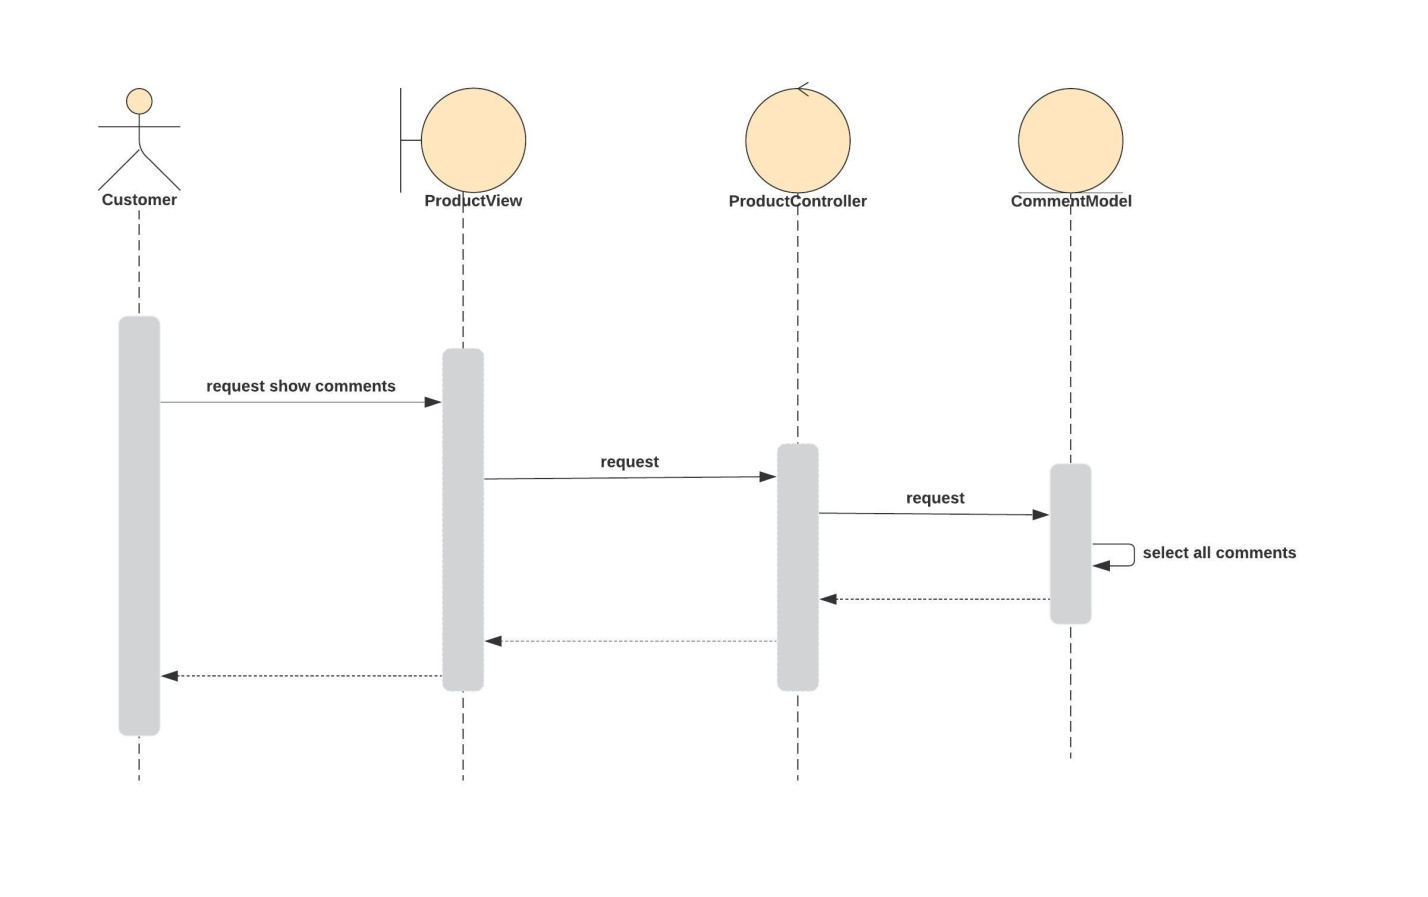 Customer
ProductView
ProductController
CommentModel
request show comments
request
request
select all comments